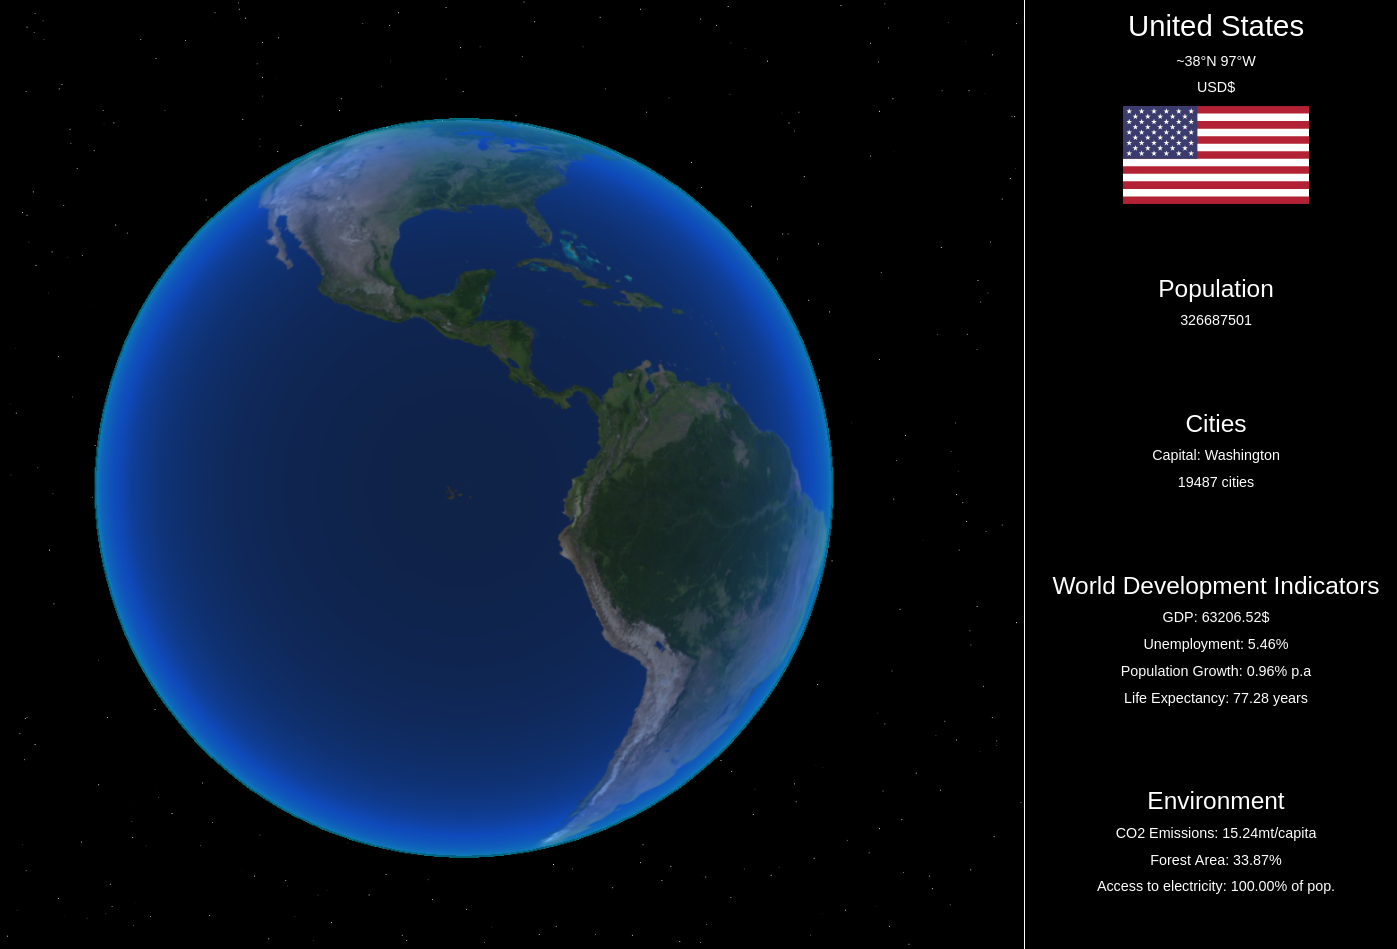 United States
~38°N 97°W
USD$
Population
326687501
Cities
Capital: Washington
19487 cities
World Development Indicators
GDP: 63206.52$
Unemployment: 5.46%
Population Growth: 0.96% p.a
Life Expectancy: 77.28 years
Environment
CO2 Emissions: 15.24mt/capita
Forest Area: 33.87%
Access to electricity: 100.00% of pop.